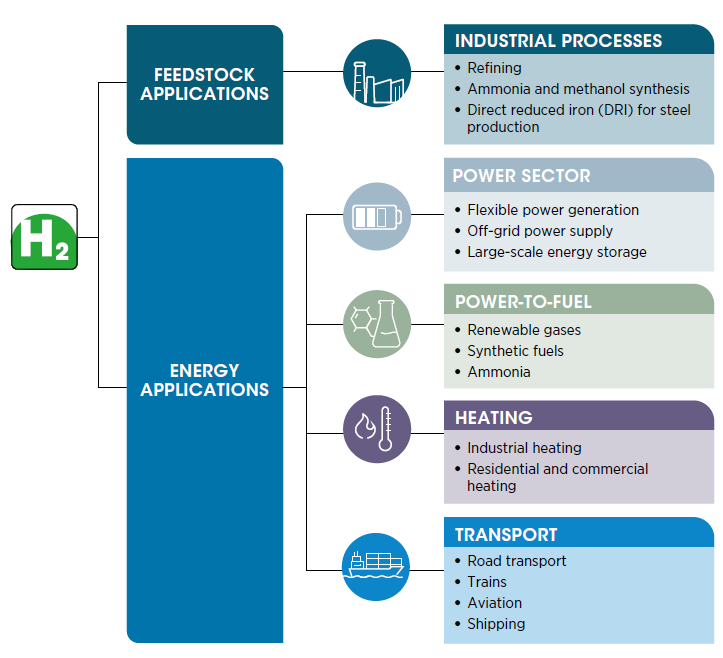 H2
FEEDSTOCK
APPLICATIONS
INDUSTRIAL PROCESSES
• Refining
• Ammonia and methanol synthesis
• Direct reduced iron (DRI) for steel
production
ENERGY
APPLICATIONS
POWER SECTOR
• Flexible power generation
• Off-grid power supply
• Large-scale energy storage
POWER-TO-FUEL
• Renewable gases
• Synthetic fuels
• Ammonia
HEATING
• Industrial heating
• Residential and commercial
heating
TRANSPORT
• Road transport
• Trains
• Aviation
• Shipping